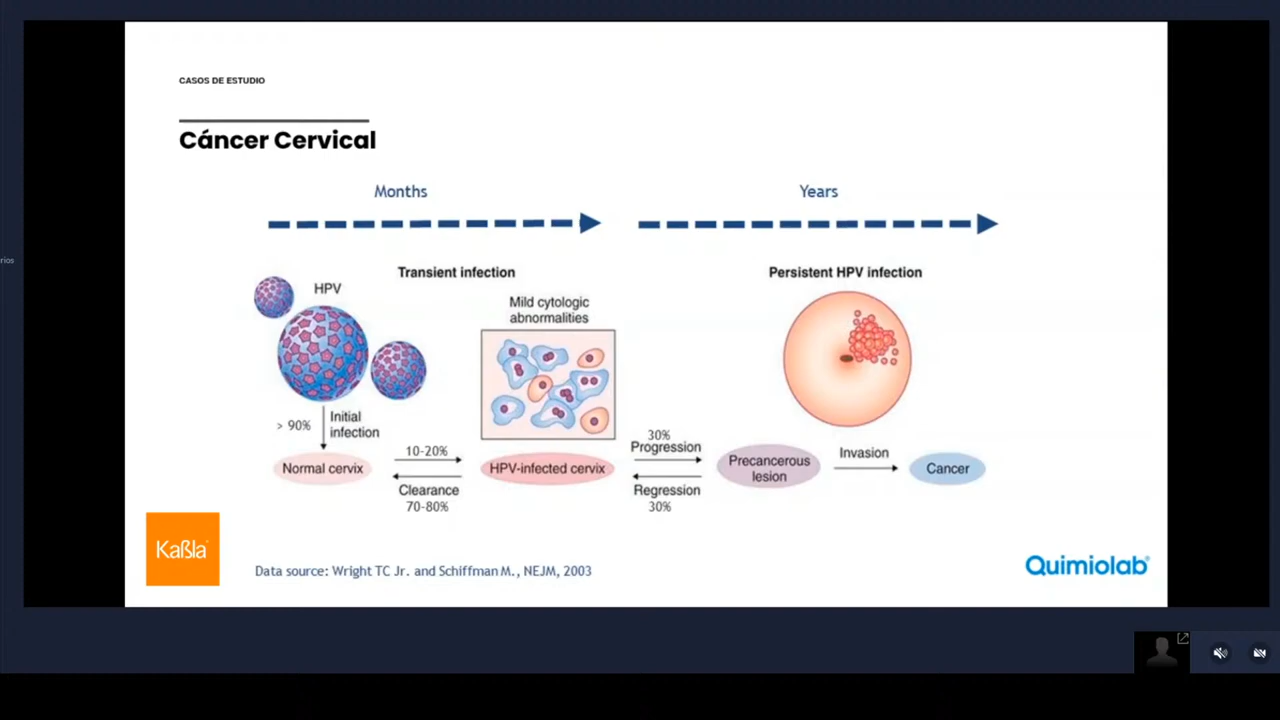 CASOS DE ESTUDIO
Cáncer Cervical
Months
Years
Transient infection
Persistent HPV infection
HPV
Mild cytologic
abnormalities
> 90%
Initial
infection
10-20%
Clearance
70-80%
30%
Progression
Regression
30%
Invasion
Normal cervix
HPV-infected cervix
Precancerous
lesion
Cancer
Kaßla
Data source: Wright TC Jr. and Schiffman M., NEJM, 2003
Quimiolab®
rios